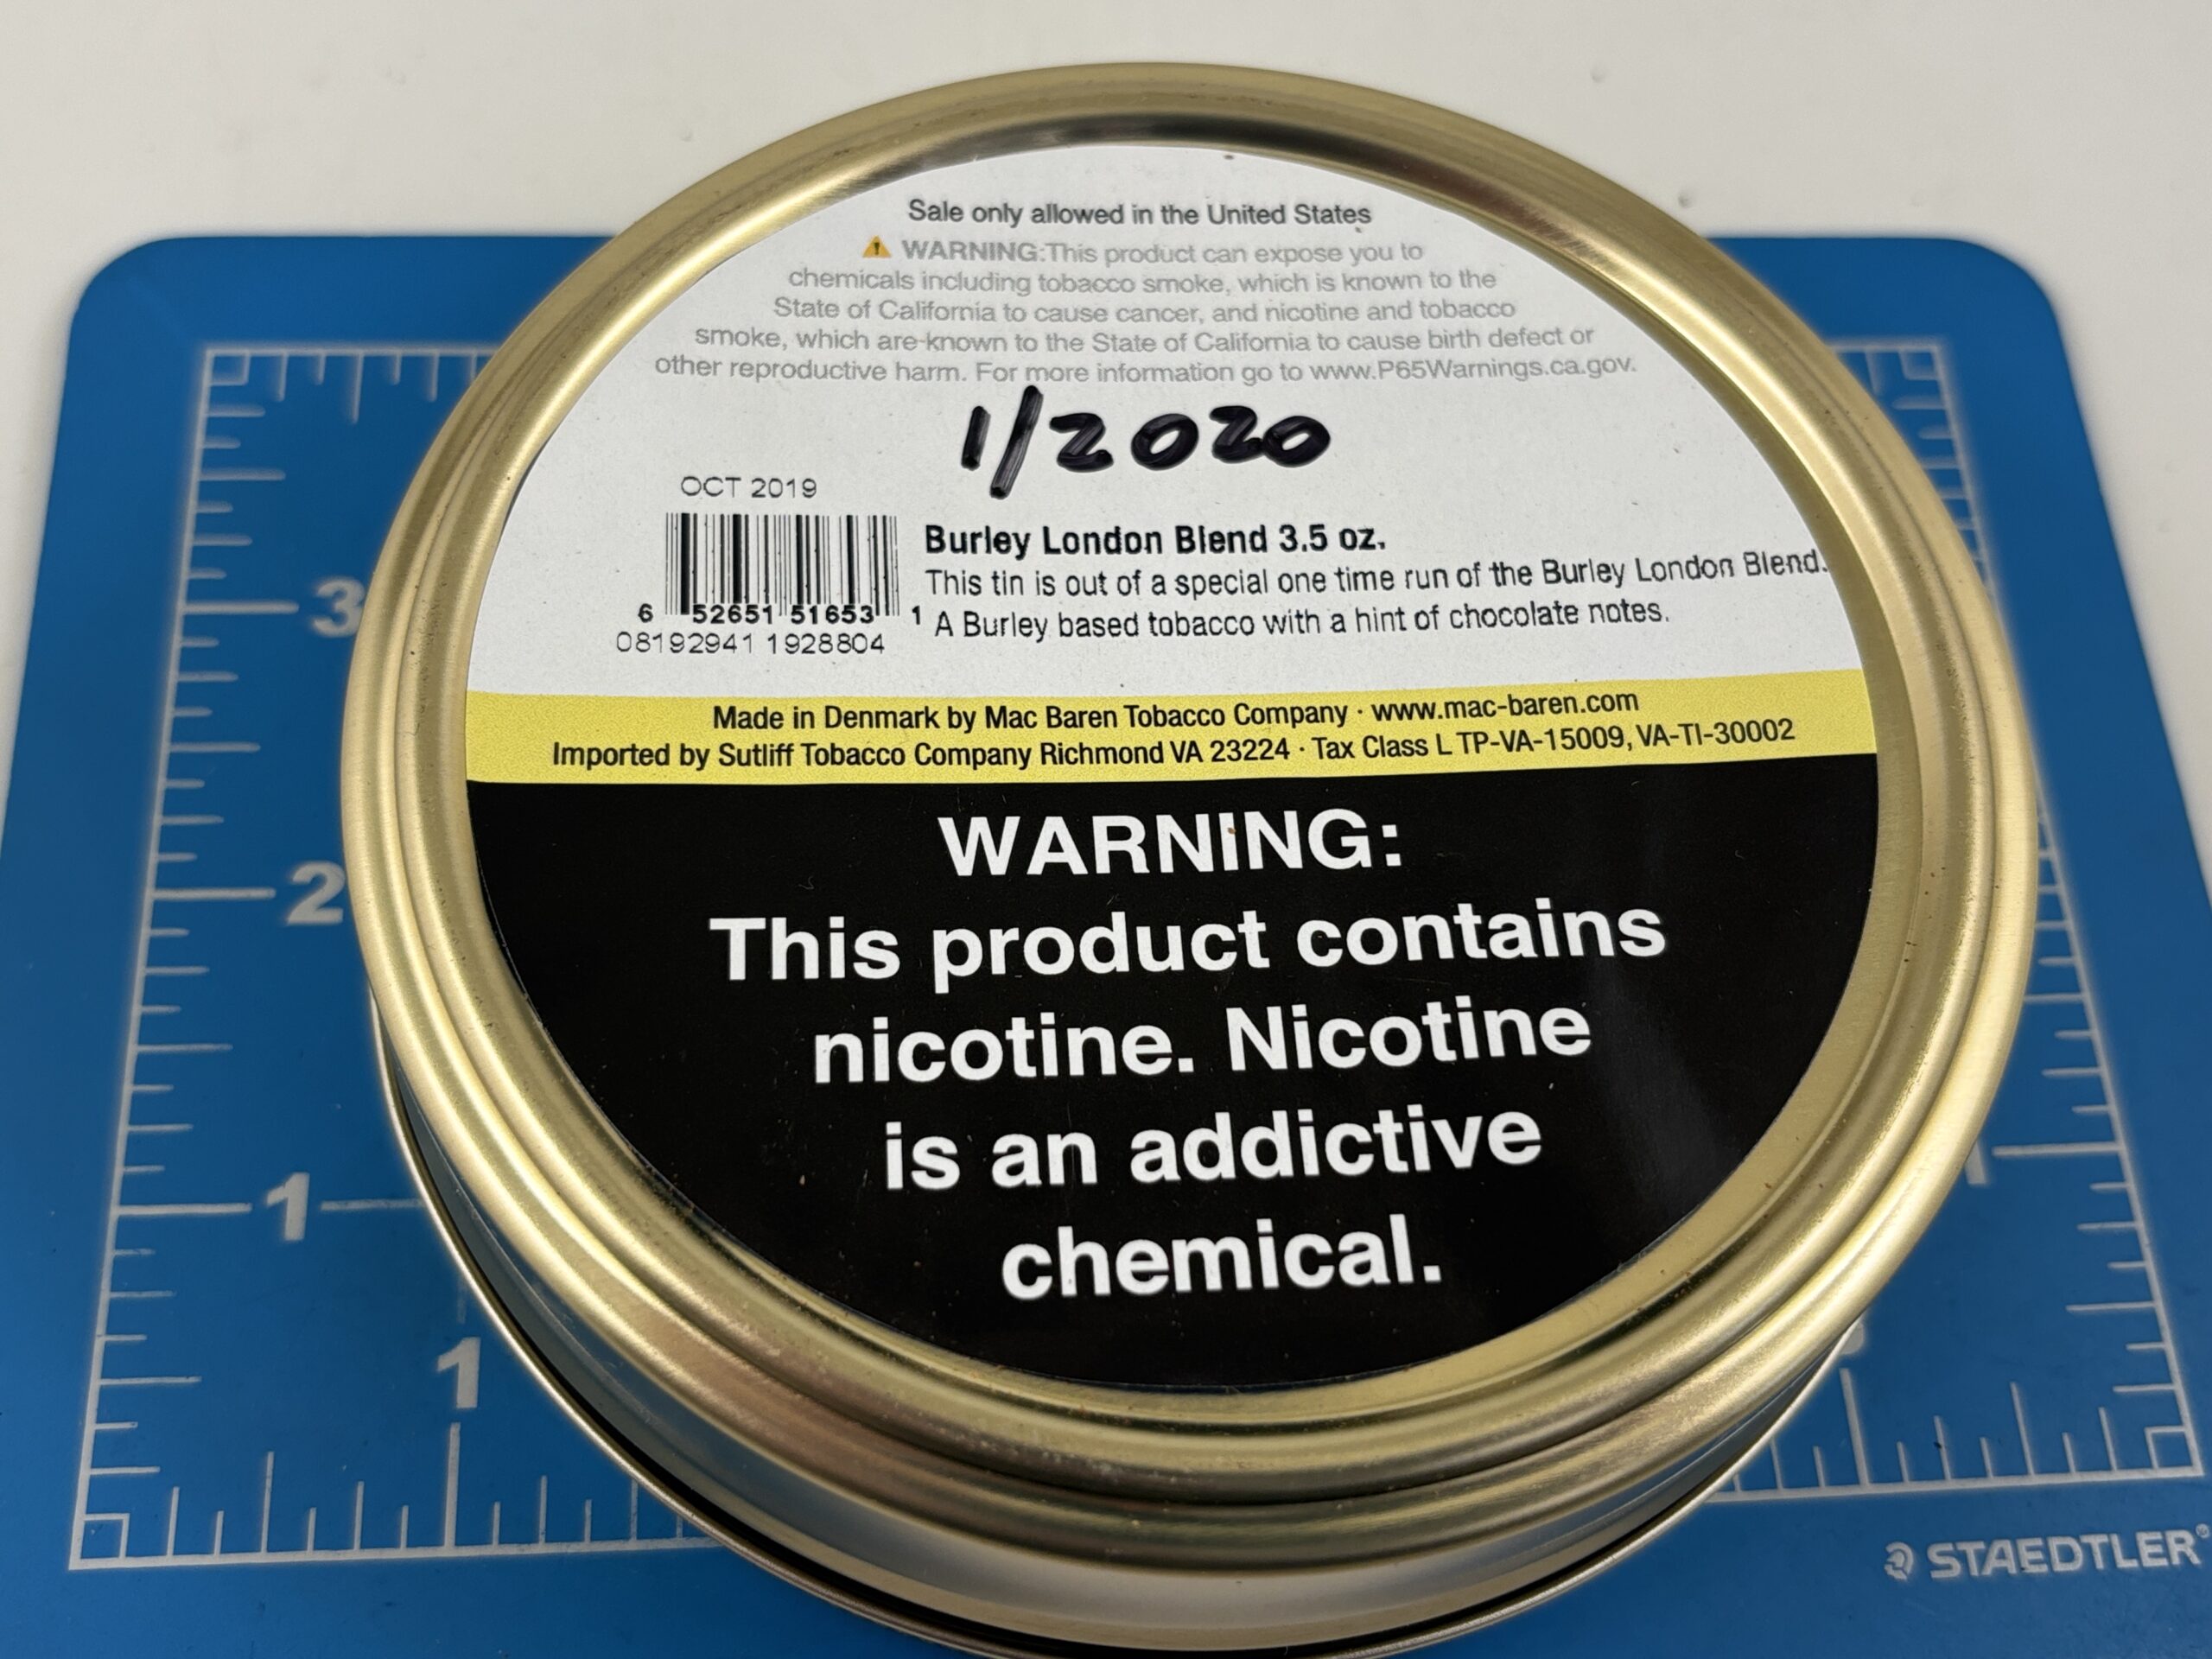 Sale only allowed in the United States
WARNING:This product can expose you to
chemicals including tobacco smoke, which is known to the
State of California to cause cancer, and nicotine and tobacco
smoke, which are-known to the State of California to cause birth defect or
other reproductive harm. For more information go to www.P65Warnings.ca.gov.
1/2020
OCT 2019
6 52651 51653 1
08192941 1928804
Burley London Blend 3.5 oz.
This tin is out of a special one time run of the Burley London Blend.
A Burley based tobacco with a hint of chocolate notes.
Made in Denmark by Mac Baren Tobacco Company · www.mac-baren.com
Imported by Sutliff Tobacco Company Richmond VA 23224 · Tax Class L TP-VA-15009, VA-TI-30002
WARNING:
This product contains
nicotine. Nicotine
is an addictive
chemical.
3
2
1
1
1
STAEDTLER®